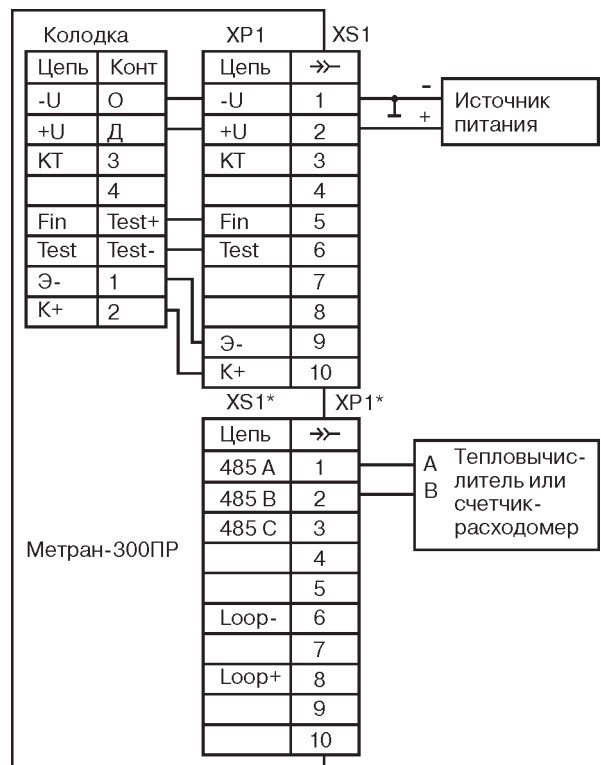 Колодка XP1 XS1
Цепь Конт Цепь
-U О -U 1 -
+U Д +U 2 +
Источник
питания
КТ 3 КТ 3
4 4
Fin Test+ Fin 5
Test Test- Test 6
Э- 1 7
К+ 2 8
Э- 9
К+ 10
XS1* XP1*
Цепь
485 А 1 А
485 В 2 В
Тепловычис-
литель или
счетчик-
расходомер
485 С 3
Метран-300ПР
4
5
Loop- 6
7
Loop+ 8
9
10